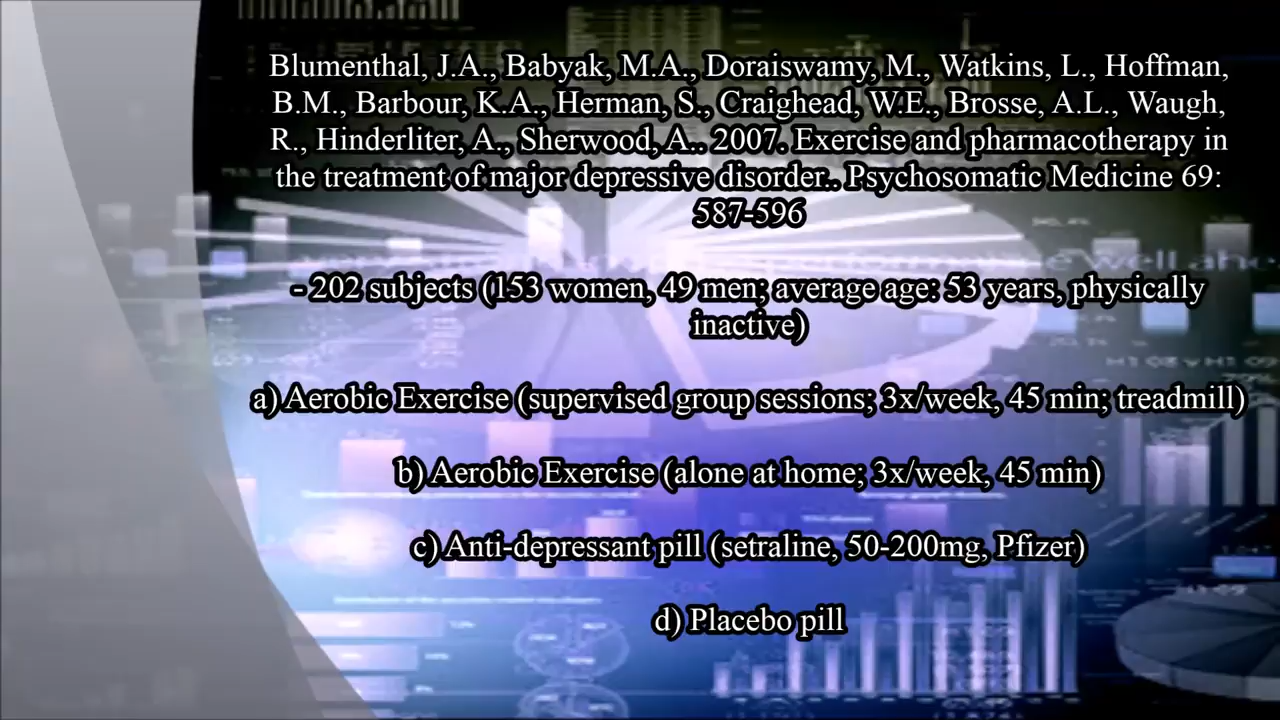 Blumenthal, J.A., Babyak, M.A., Doraiswamy, M., Watkins, L., Hoffman,
B.M., Barbour, K.A., Herman, S., Craighead, W.E., Brosse, A.L., Waugh,
R., Hinderliter, A., Sherwood, A.. 2007. Exercise and pharmacotherapy in
the treatment of major depressive disorder.. Psychosomatic Medicine 69:
587-596
- 202 subjects (153 women, 49 men; average age: 53 years, physically
inactive)
a) Aerobic Exercise (supervised group sessions; 3x/week, 45 min; treadmill)
b) Aerobic Exercise (alone at home; 3x/week, 45 min)
c) Anti-depressant pill (setraline, 50-200mg, Pfizer)
d) Placebo pill